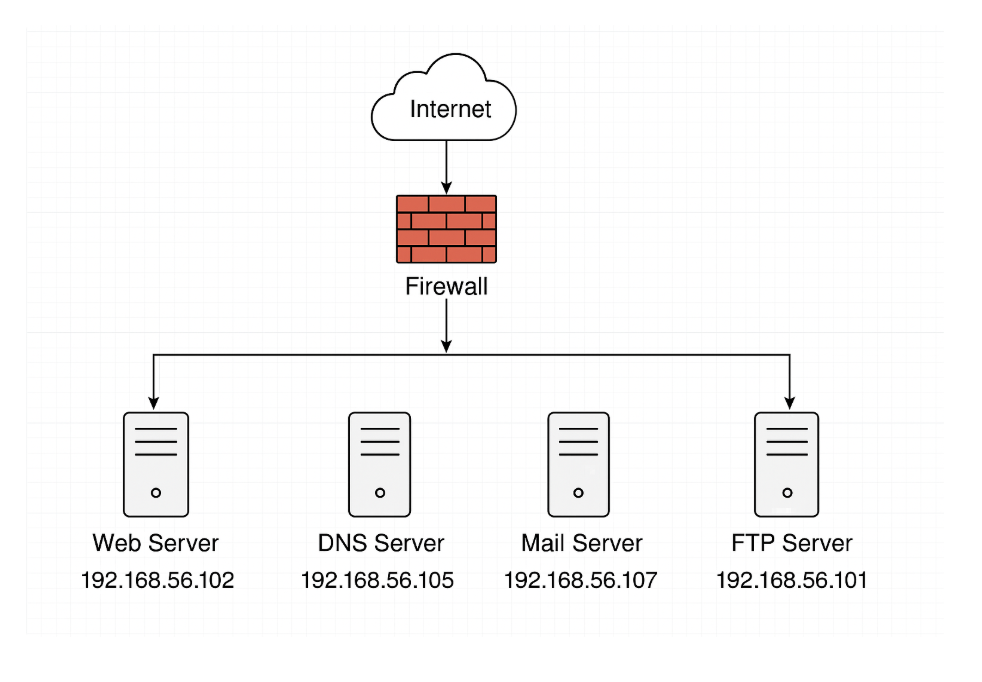 Internet
Firewall
Web Server
192.168.56.102
DNS Server
192.168.56.105
Mail Server
192.168.56.107
FTP Server
192.168.56.101